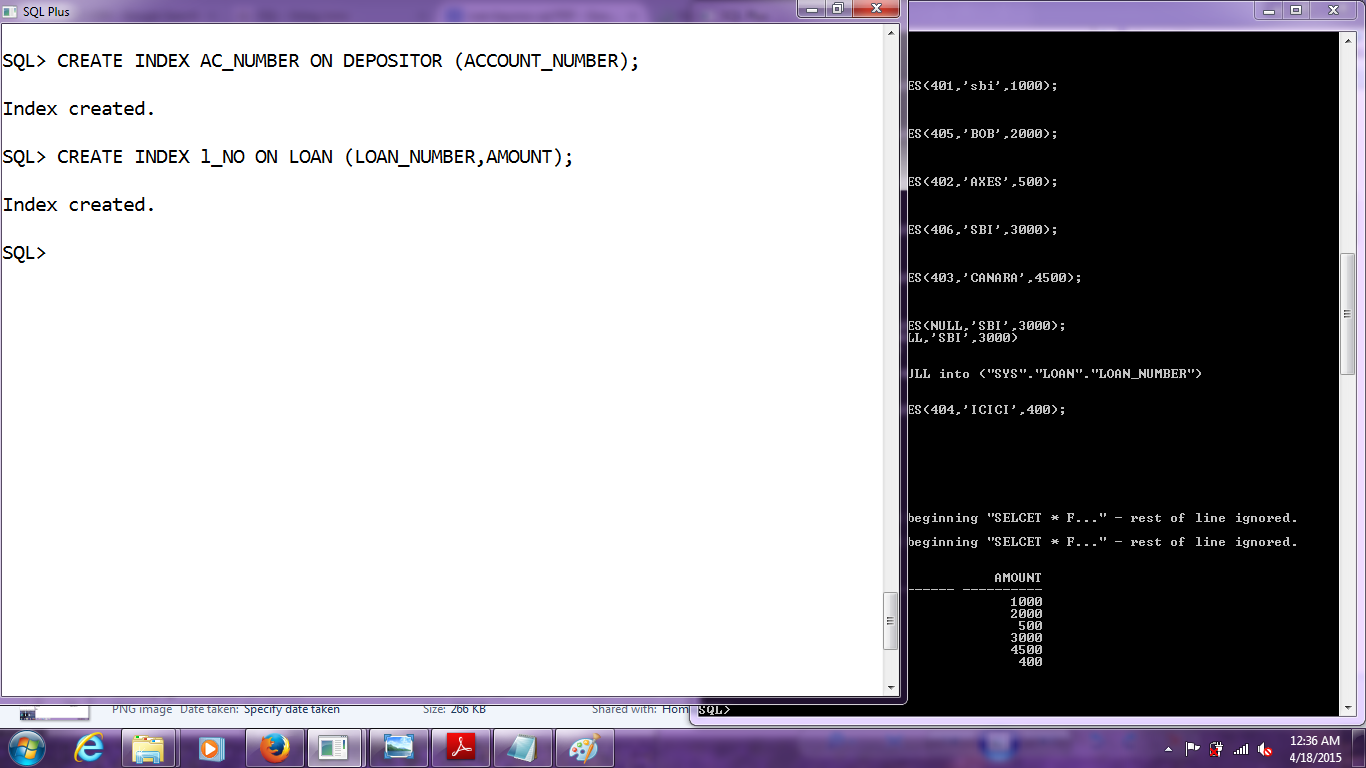 SQL Plus
SQL> CREATE INDEX AC_NUMBER ON DEPOSITOR (ACCOUNT_NUMBER);
Index created.
SQL> CREATE INDEX l_NO ON LOAN (LOAN_NUMBER,AMOUNT);
Index created.
SQL>
ES(401,'sbi',1000);
ES(405,'BOB',2000);
ES(402,'AXES',500);
ES(406,'SBI',3000);
ES(403,'CANARA',4500);
ES(NULL,'SBI',3000);
LL,'SBI',3000)
ULL into ("SYS"."LOAN"."LOAN_NUMBER")
ES(404,'ICICI',400);
beginning "SELCET * F..." - rest of line ignored.
beginning "SELCET * F..." - rest of line ignored.
AMOUNT
------ ----------
1000
2000
500
3000
4500
400
SQL>
PNG image Date taken: Specify date taken Size: 266 KB Shared with: Hom
12:36 AM
4/18/2015